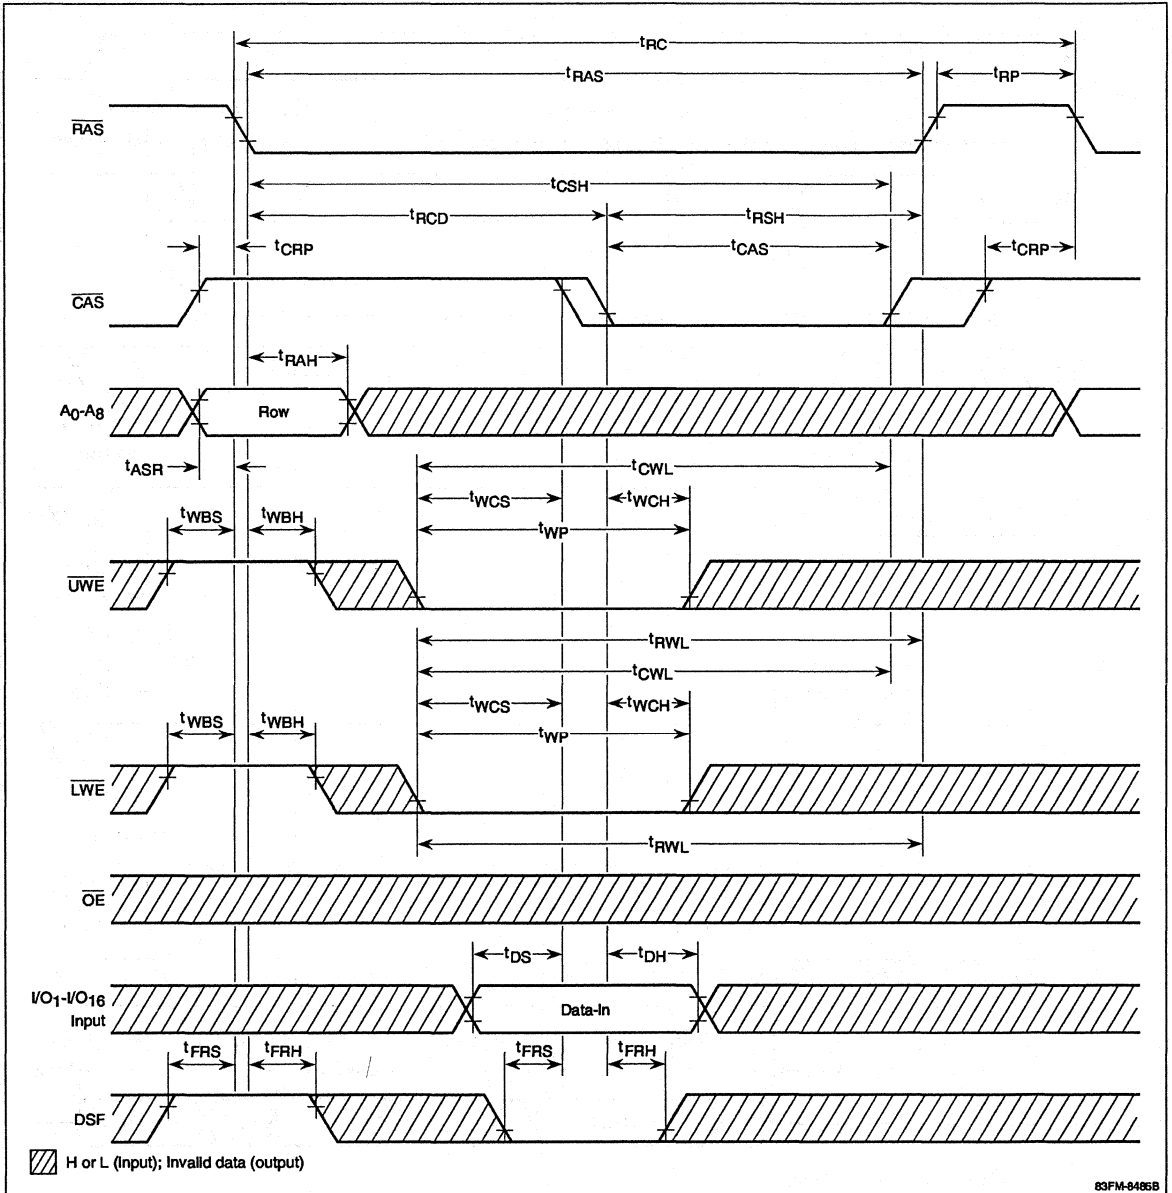 tRC
tRAS
tRP
RAS
tCSH
tRCD
tRSH
tCRP
tCAS
tCRP
CAS
tRAH
A0-A8
Row
tASR
tCWL
tWCS
tWCH
tWBS
tWBH
tWP
UWE
tRWL
tCWL
tWCS
tWCH
tWBS
tWBH
tWP
LWE
tRWL
OE
tDS
tDH
I/O1-I/O16
Input
Data-In
tFRS
tFRH
tFRS
tFRH
DSF
H or L (input); Invalid data (output)
83FM-8485B